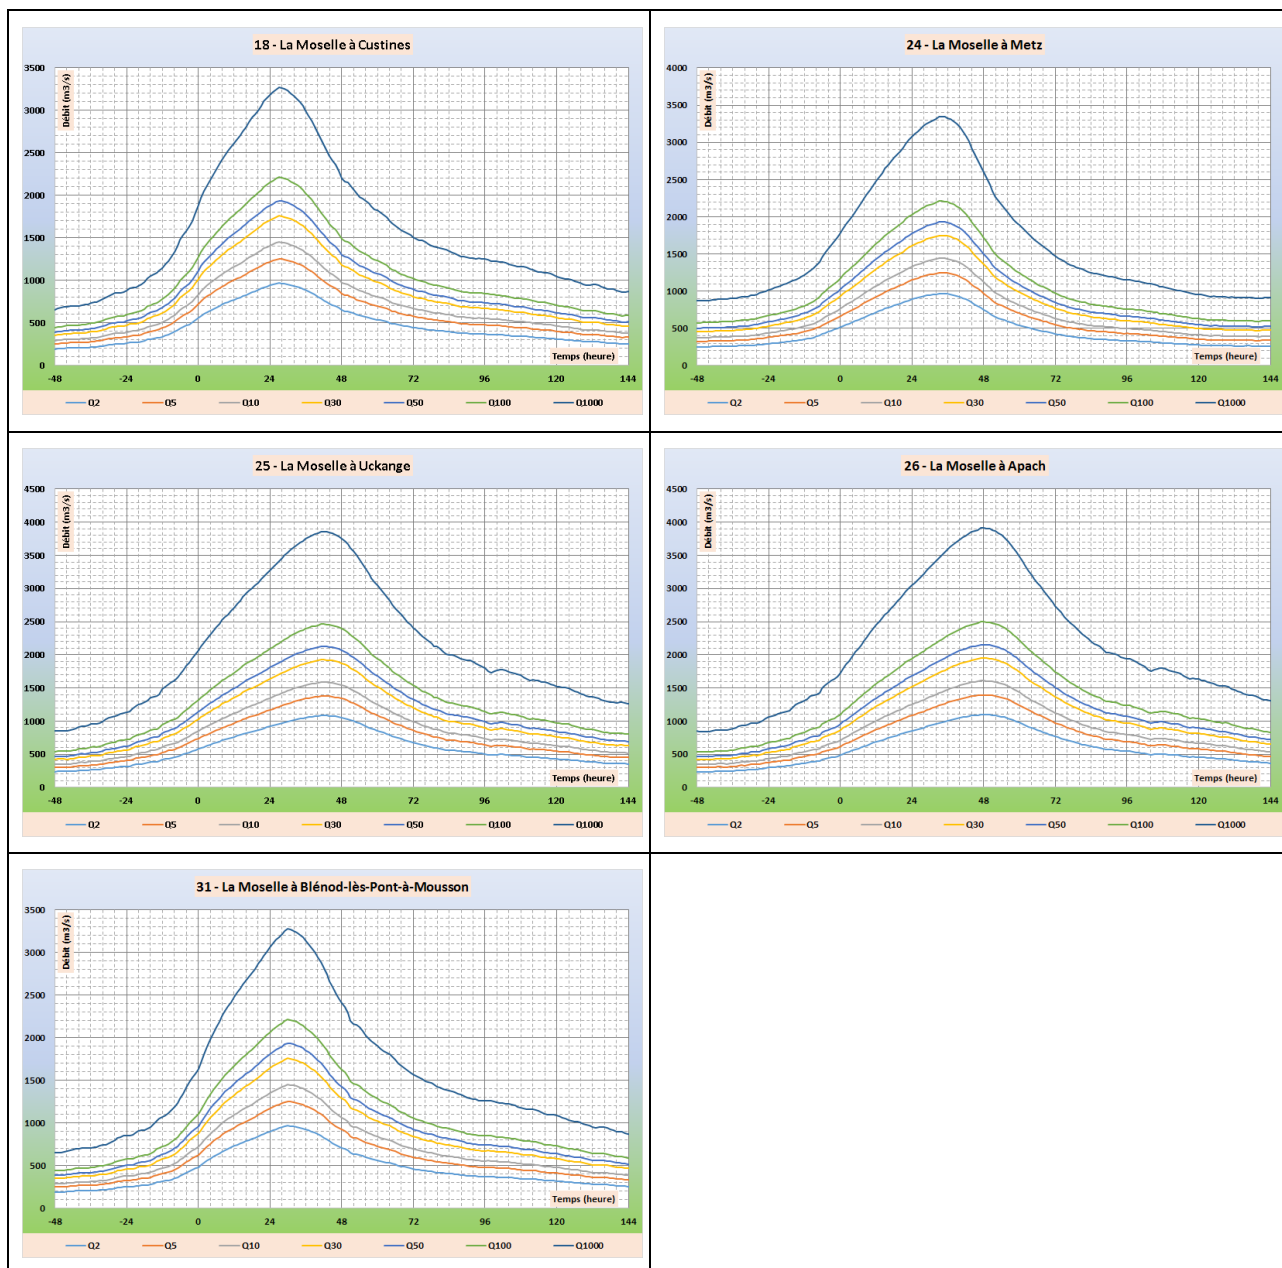 18 - La Moselle à Custines
Débit (m3/s)
3500
3000
2500
2000
1500
1000
500
0
Temps (heure)
-48 -24 0 24 48 72 96 120 144
Q2 Q5 Q10 Q30 Q50 Q100 Q1000
24 - La Moselle à Metz
Débit (m3/s)
4000
3500
3000
2500
2000
1500
1000
500
0
Temps (heure)
-48 -24 0 24 48 72 96 120 144
Q2 Q5 Q10 Q30 Q50 Q100 Q1000
25 - La Moselle à Uckange
Débit (m3/s)
4500
4000
3500
3000
2500
2000
1500
1000
500
0
Temps (heure)
-48 -24 0 24 48 72 96 120 144
Q2 Q5 Q10 Q30 Q50 Q100 Q1000
26 - La Moselle à Apach
Débit (m3/s)
4500
4000
3500
3000
2500
2000
1500
1000
500
0
Temps (heure)
-48 -24 0 24 48 72 96 120 144
Q2 Q5 Q10 Q30 Q50 Q100 Q1000
31 - La Moselle à Blénod-lès-Pont-à-Mousson
Débit (m3/s)
3500
3000
2500
2000
1500
1000
500
0
Temps (heure)
-48 -24 0 24 48 72 96 120 144
Q2 Q5 Q10 Q30 Q50 Q100 Q1000